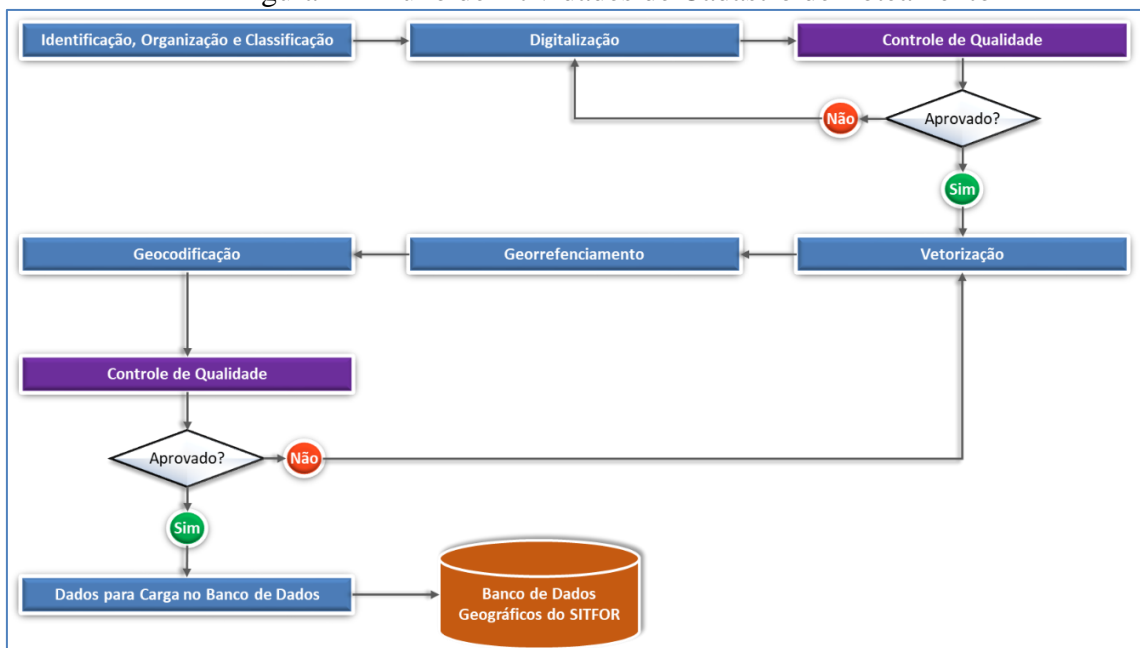 Identificação, Organização e Classificação
Digitalização
Controle de Qualidade
Não
Aprovado?
Sim
Geocodificação
Georrefenciamento
Vetorização
Controle de Qualidade
Aprovado?
Não
Sim
Dados para Carga no Banco de Dados
Banco de Dados
Geográficos do SITFOR